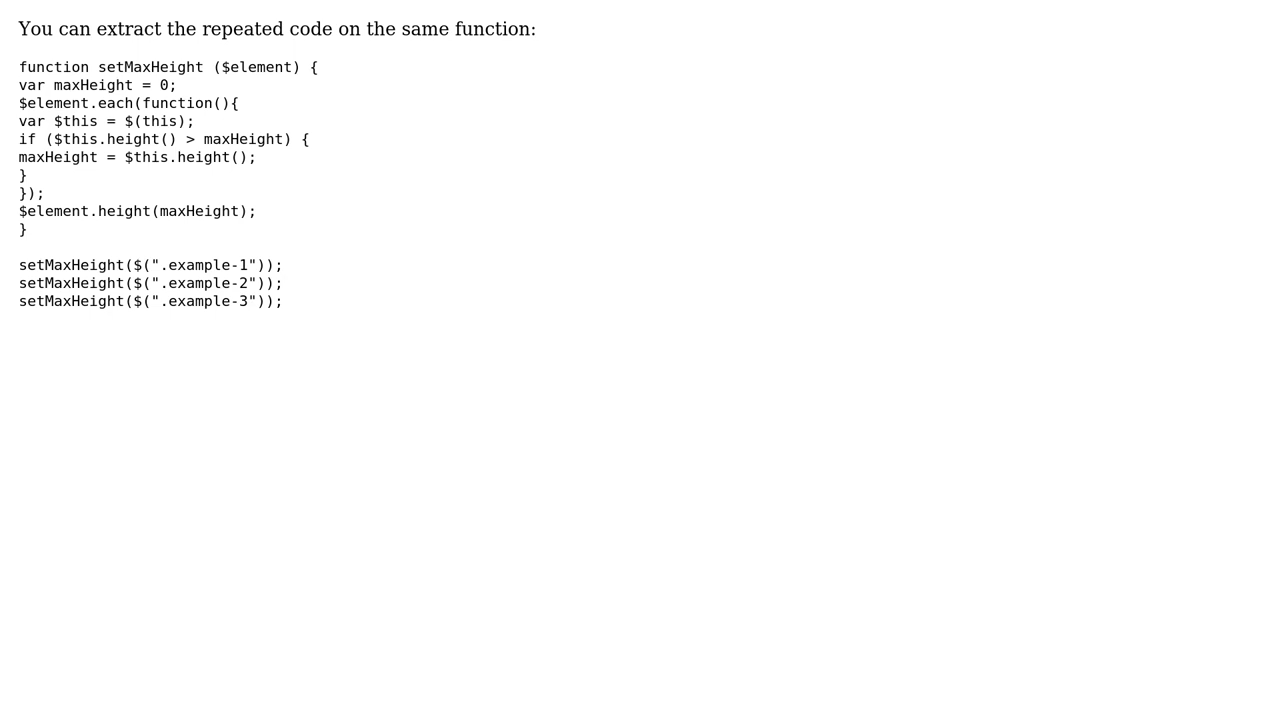 You can extract the repeated code on the same function:
function setMaxHeight ($element) {
var maxHeight = 0;
$element.each(function(){
var $this = $(this);
if ($this.height() > maxHeight) {
maxHeight = $this.height();
}
});
$element.height(maxHeight);
}
setMaxHeight($(".example-1"));
setMaxHeight($(".example-2"));
setMaxHeight($(".example-3"));